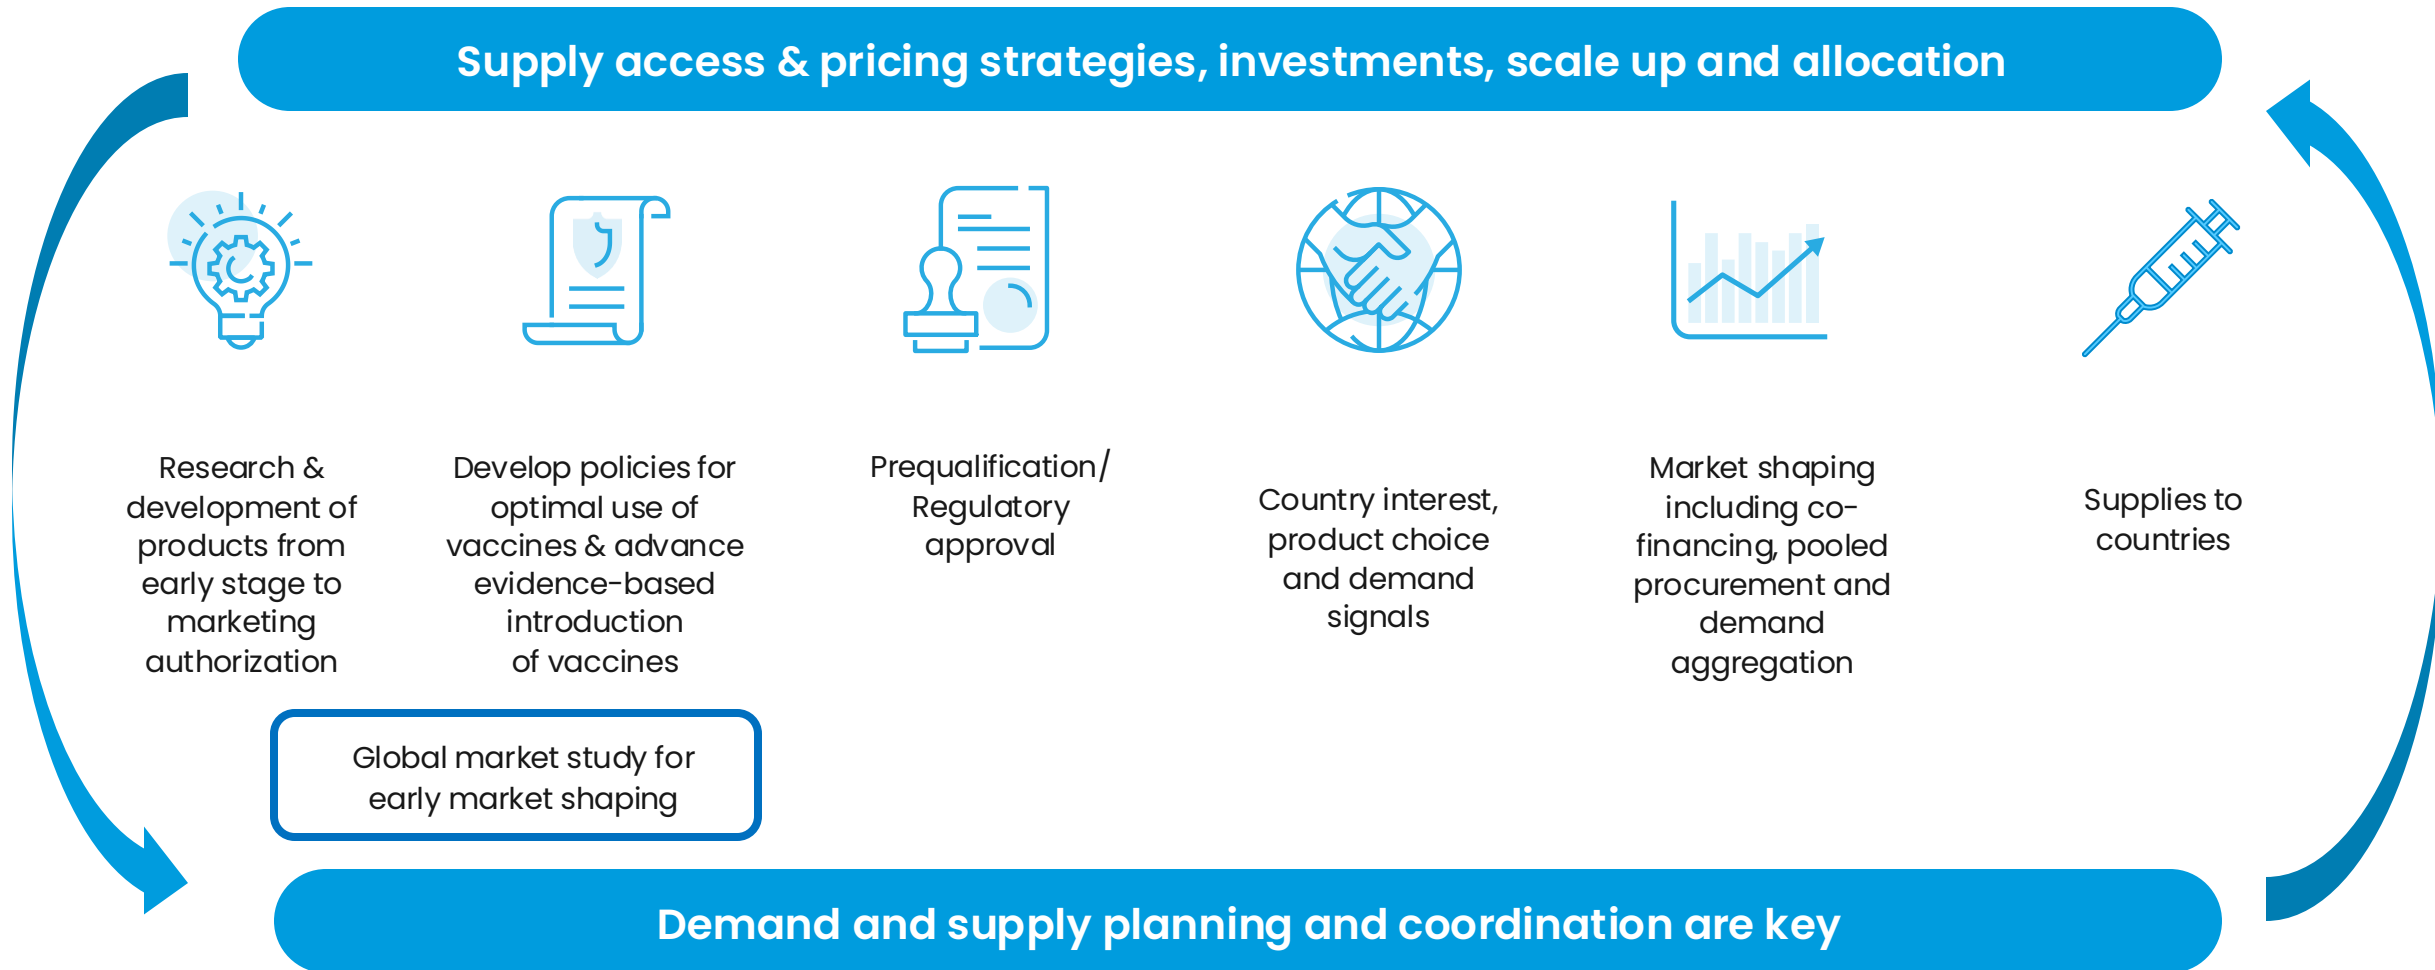 Supply access & pricing strategies, investments, scale up and allocation
Research &
development of
products from
early stage to
marketing
authorization
Develop policies for
optimal use of
vaccines & advance
evidence-based
introduction
of vaccines
Prequalification/
Regulatory
approval
Country interest,
product choice
and demand
signals
Market shaping
including co-
financing, pooled
procurement and
demand
aggregation
Supplies to
countries
Global market study for
early market shaping
Demand and supply planning and coordination are key